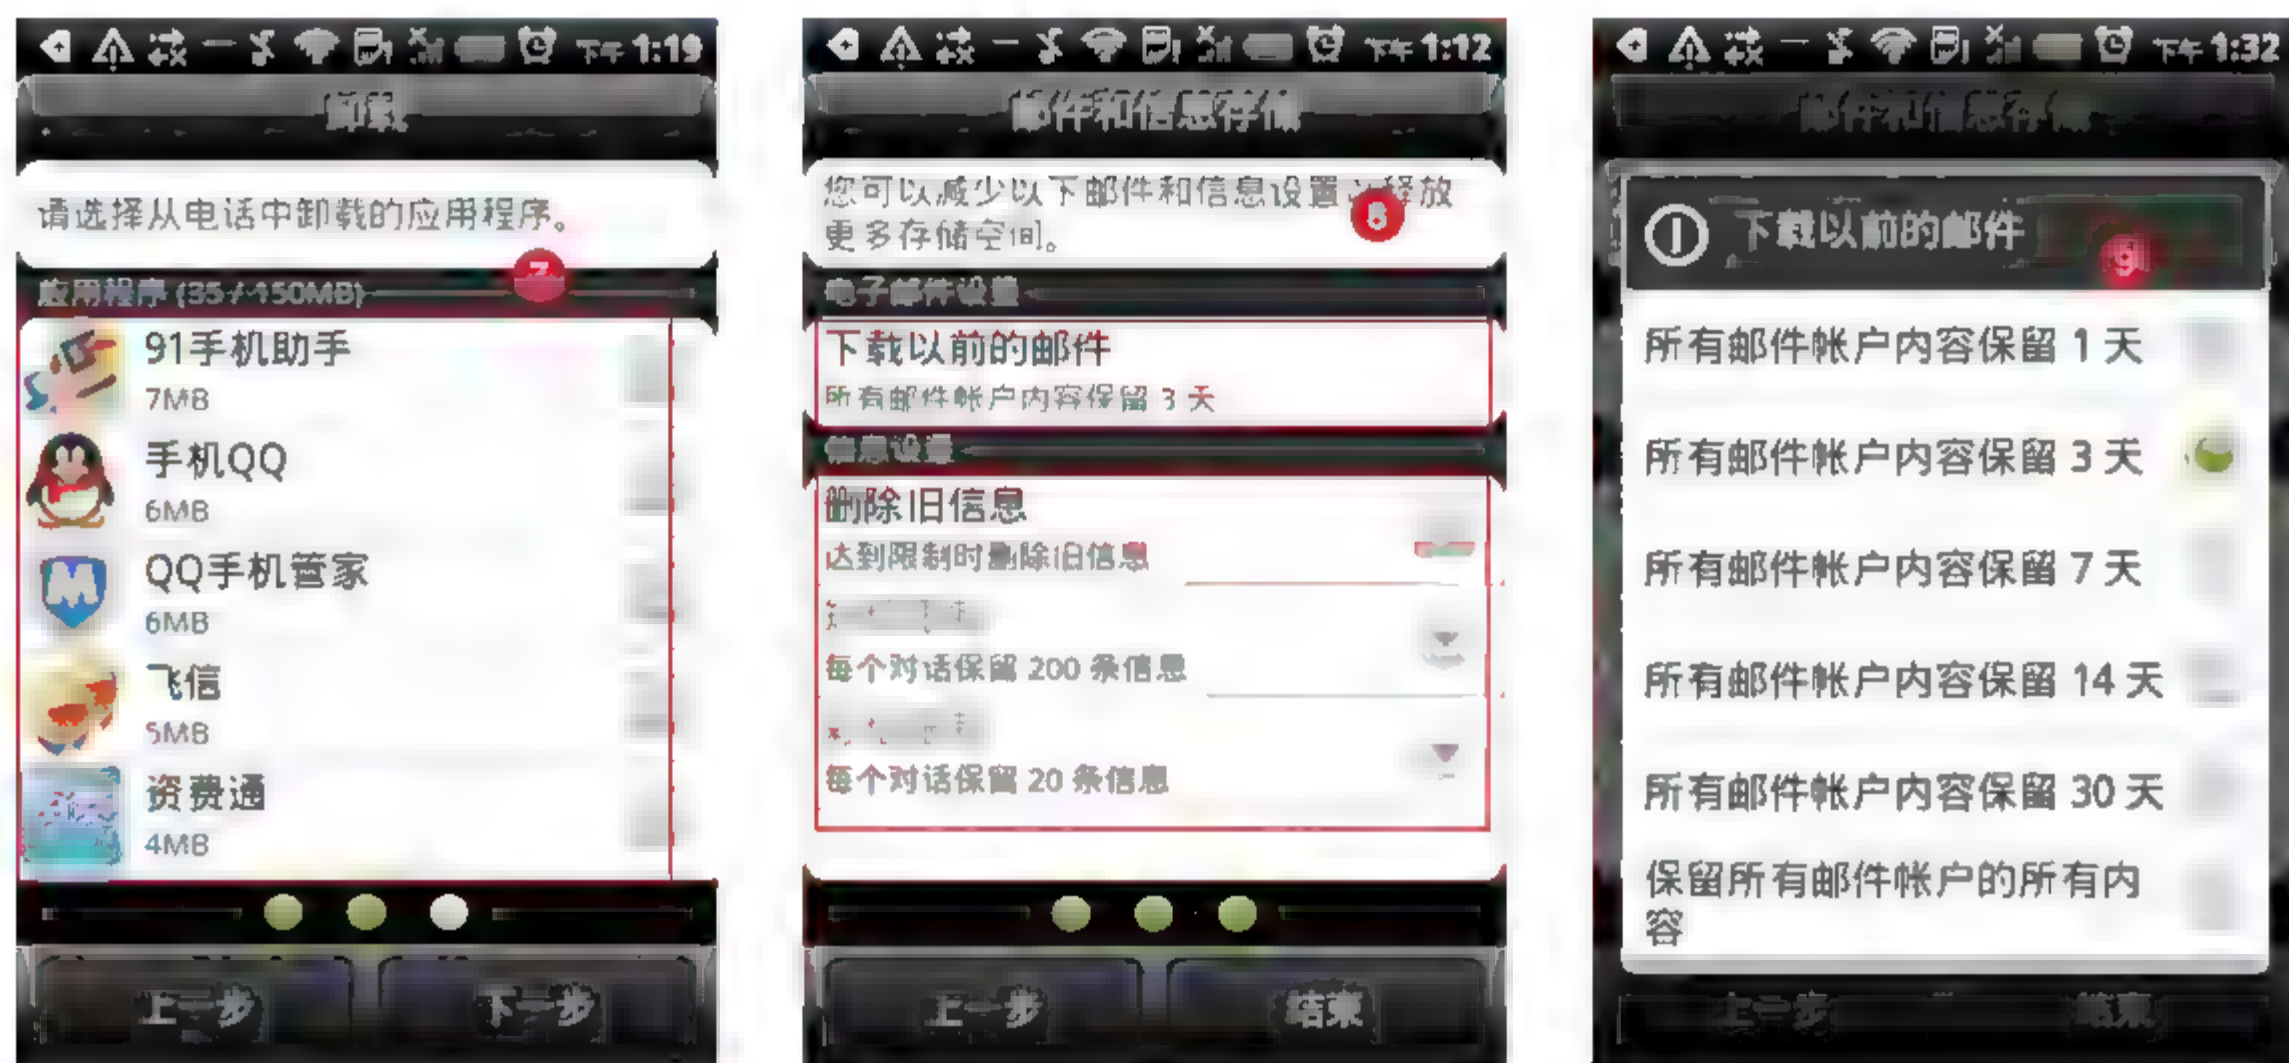 下午 1:19
卸载
请选择从电话中卸载的应用程序。
7
应用程序 (35 / 150MB)
91手机助手
7MB
手机QQ
6MB
QQ手机管家
6MB
飞信
5MB
资费通
4MB
上一步
下一步
下午 1:12
邮件和信息存储
您可以减少以下邮件和信息设置以释放
更多存储空间。
8
电子邮件设置
下载以前的邮件
所有邮件帐户内容保留 3 天
信息设置
删除旧信息
达到限制时删除旧信息
每个对话保留 200 条信息
每个对话保留 20 条信息
上一步
结束
下午 1:32
邮件和信息存储
下载以前的邮件
9
所有邮件帐户内容保留 1 天
所有邮件帐户内容保留 3 天
所有邮件帐户内容保留 7 天
所有邮件帐户内容保留 14 天
所有邮件帐户内容保留 30 天
保留所有邮件帐户的所有内
容
上一步
结束